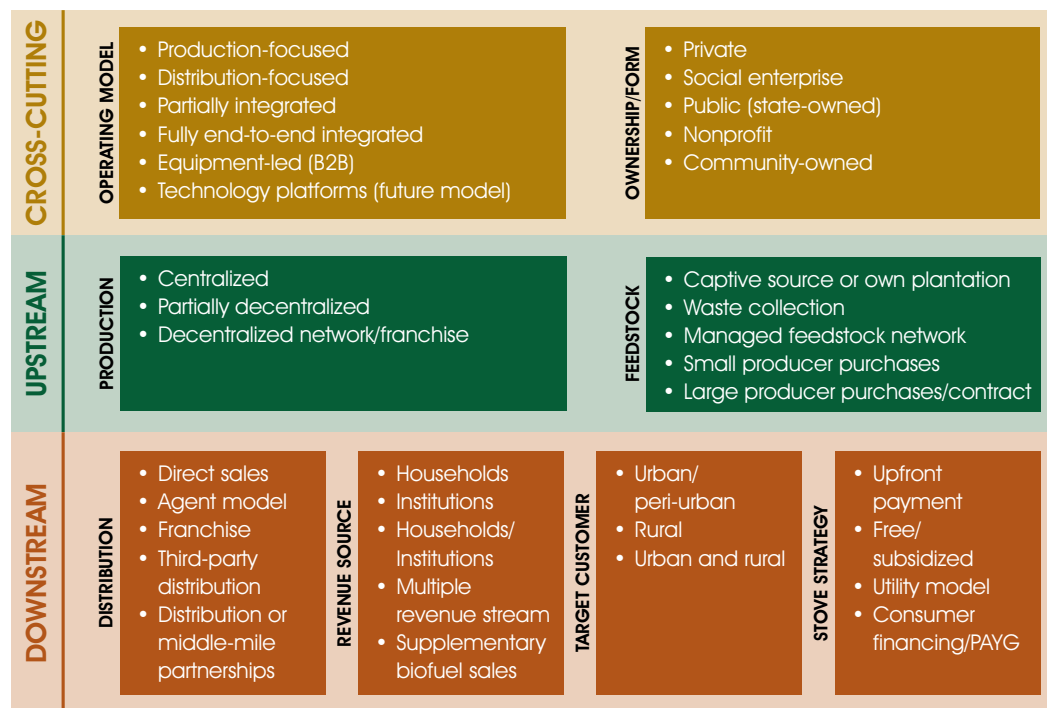 CROSS-CUTTING
OPERATING MODEL
• Production-focused
• Distribution-focused
• Partially integrated
• Fully end-to-end integrated
• Equipment-led (B2B)
• Technology platforms (future model)
OWNERSHIP/FORM
• Private
• Social enterprise
• Public (state-owned)
• Nonprofit
• Community-owned
UPSTREAM
PRODUCTION
• Centralized
• Partially decentralized
• Decentralized network/franchise
FEEDSTOCK
• Captive source or own plantation
• Waste collection
• Managed feedstock network
• Small producer purchases
• Large producer purchases/contract
DOWNSTREAM
DISTRIBUTION
• Direct sales
• Agent model
• Franchise
• Third-party
distribution
• Distribution or
middle-mile
partnerships
REVENUE SOURCE
• Households
• Institutions
• Households/
Institutions
• Multiple
revenue stream
• Supplementary
biofuel sales
TARGET CUSTOMER
• Urban/
peri-urban
• Rural
• Urban and rural
STOVE STRATEGY
• Upfront
payment
• Free/
subsidized
• Utility model
• Consumer
financing/PAYG